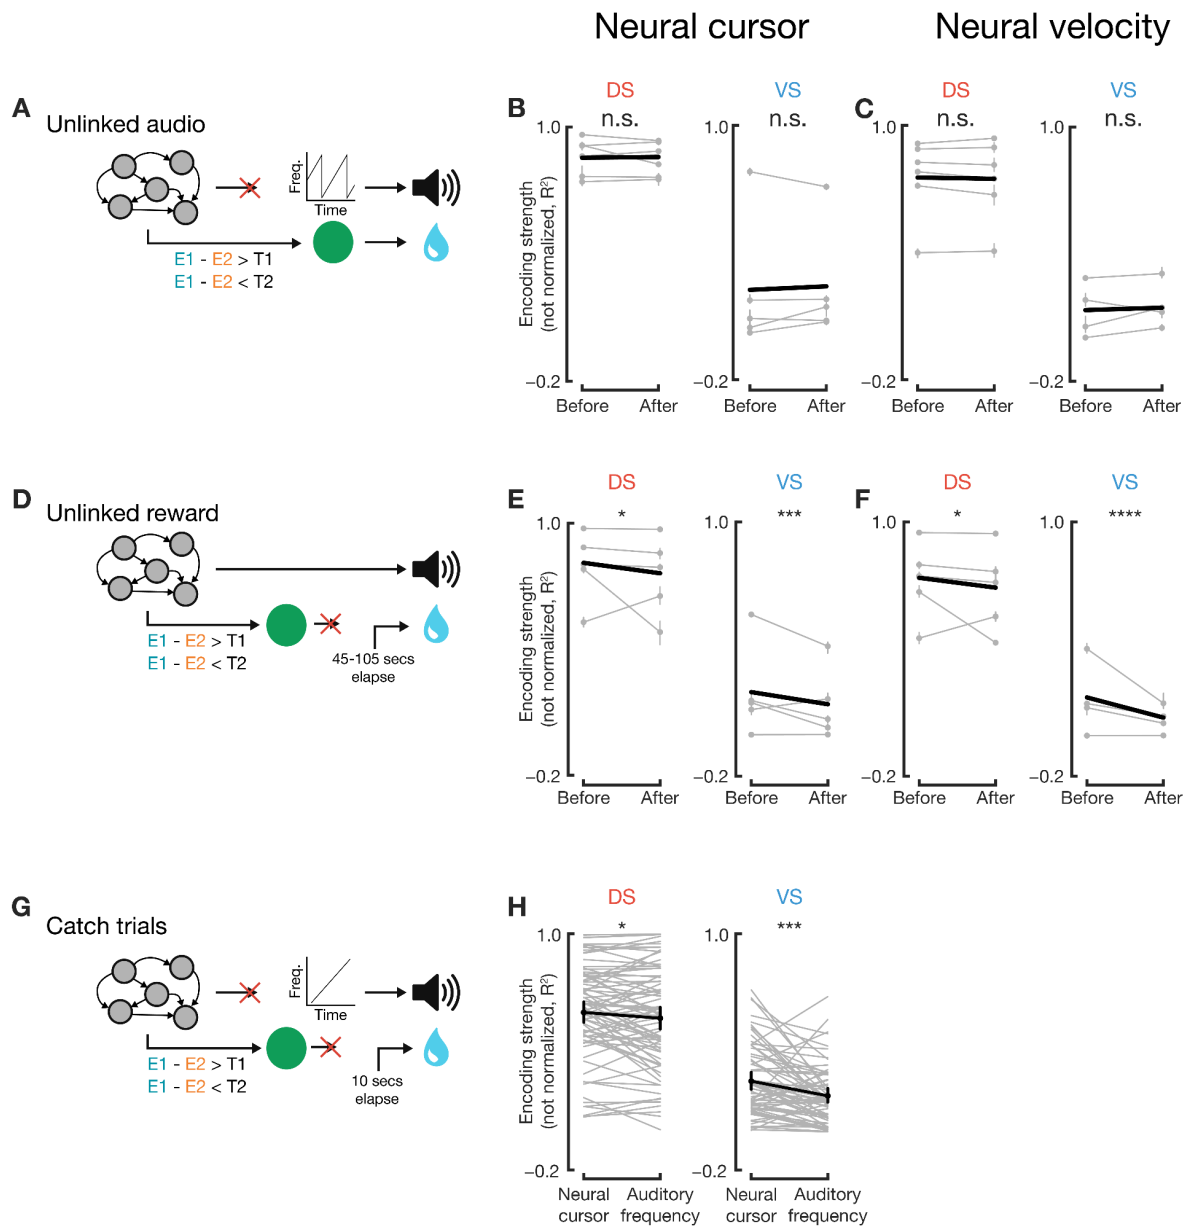 Neural cursor
Neural velocity
A
Unlinked audio
Freq.
Time
E1 - E2 > T1
E1 - E2 < T2
B
DS
n.s.
VS
n.s.
Encoding strength
(not normalized, R²)
1.0
−0.2
Before After
1.0
−0.2
Before After
C
DS
n.s.
VS
n.s.
1.0
−0.2
Before After
1.0
−0.2
Before After
D
Unlinked reward
E1 - E2 > T1
E1 - E2 < T2
45-105 secs
elapse
E
DS
*
VS
***
Encoding strength
(not normalized, R²)
1.0
−0.2
Before After
1.0
−0.2
Before After
F
DS
*
VS
****
1.0
−0.2
Before After
1.0
−0.2
Before After
G
Catch trials
Freq.
Time
E1 - E2 > T1
E1 - E2 < T2
10 secs
elapse
H
DS
*
VS
***
Encoding strength
(not normalized, R²)
1.0
−0.2
Neural Auditory
cursor frequency
1.0
−0.2
Neural Auditory
cursor frequency